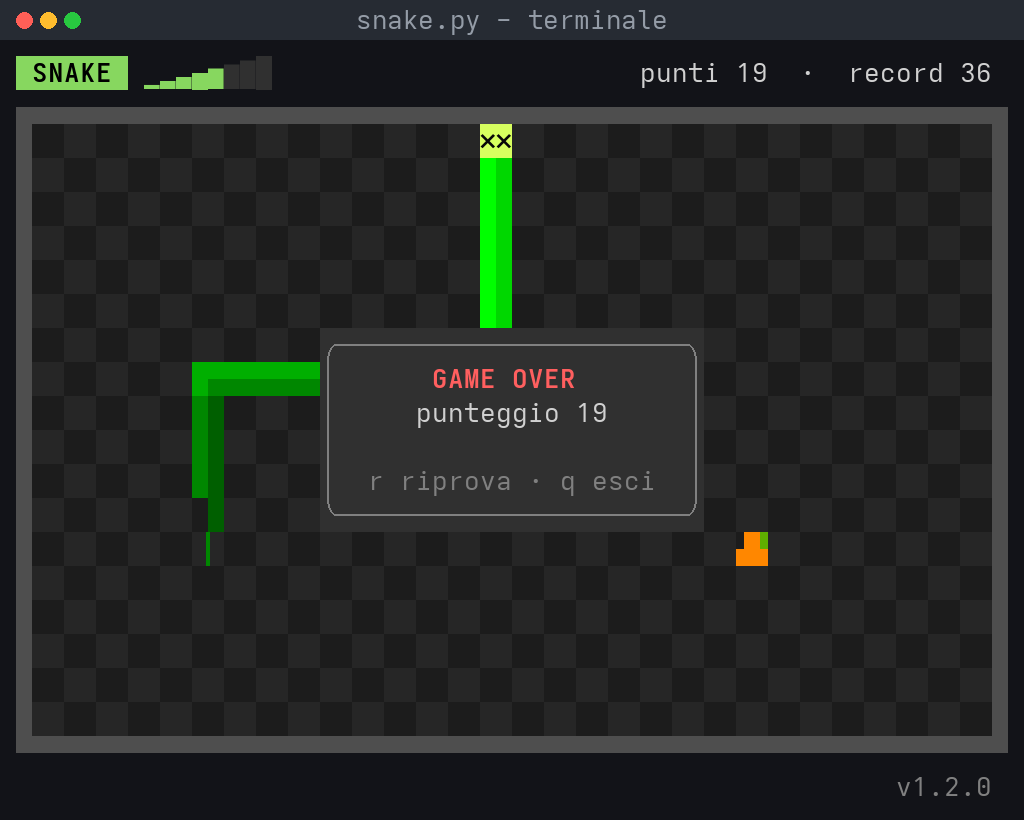 snake.py – terminale
SNAKE
punti 19 · record 36
××
GAME OVER
punteggio 19
r riprova · q esci
v1.2.0